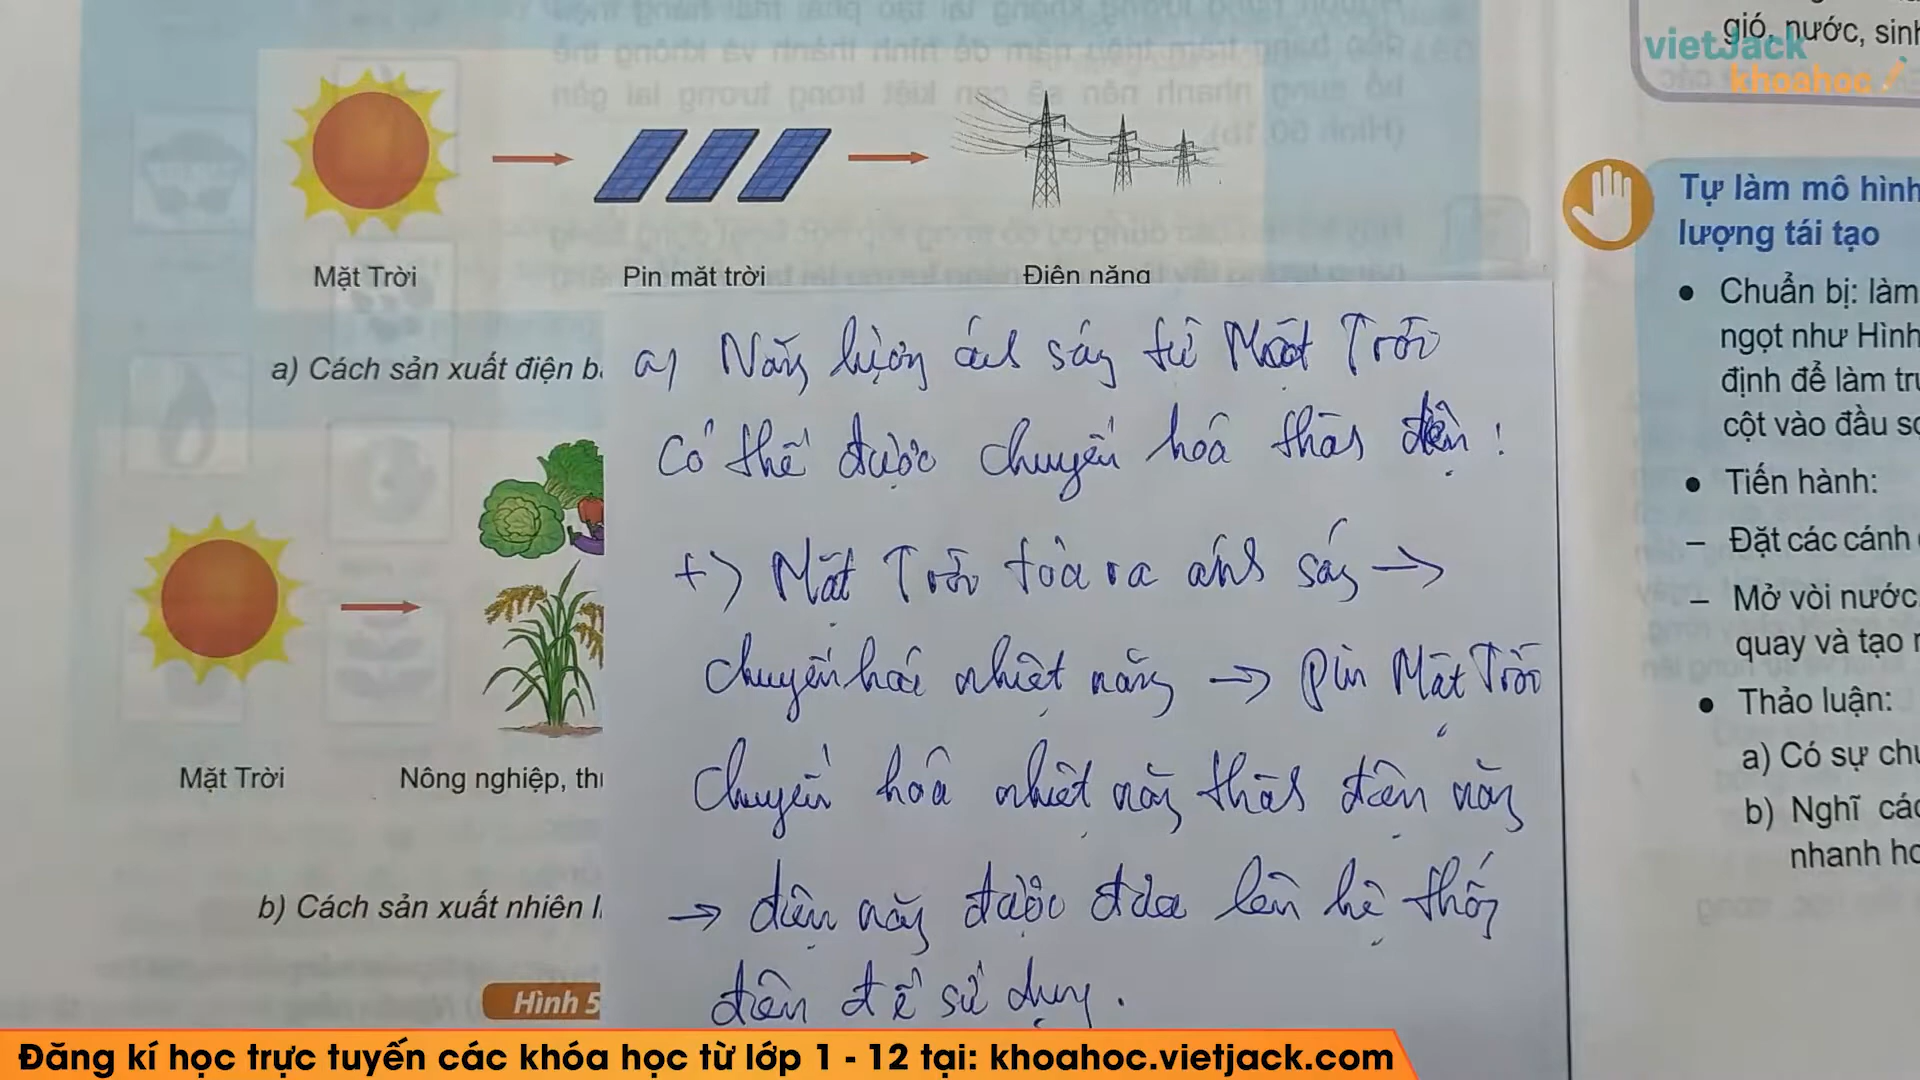 gió, nước, sinh
vietJack
khoahoc
Mặt Trời
Pin mặt trời
Điện năng
a) Cách sản xuất điện b
a) Năng lượng ánh sáng từ Mặt Trời
có thể được chuyển hoá thành điện:
+) Mặt Trời toả ra ánh sáng →
chuyển hoá nhiệt năng → Pin Mặt Trời
chuyển hoá nhiệt năng thành điện năng
→ điện năng được đưa lên hệ thống
điện để sử dụng.
Mặt Trời
Nông nghiệp, th
b) Cách sản xuất nhiên l
Hình 5
Tự làm mô hình
lượng tái tạo
• Chuẩn bị: làm
ngọt như Hình
định để làm trụ
cột vào đầu
• Tiến hành:
– Đặt các cánh
– Mở vòi nước
quay và tạo
• Thảo luận:
a) Có sự
b) Nghĩ
nhanh
Đăng kí học trực tuyến các khóa học từ lớp 1 - 12 tại: khoahoc.vietjack.com